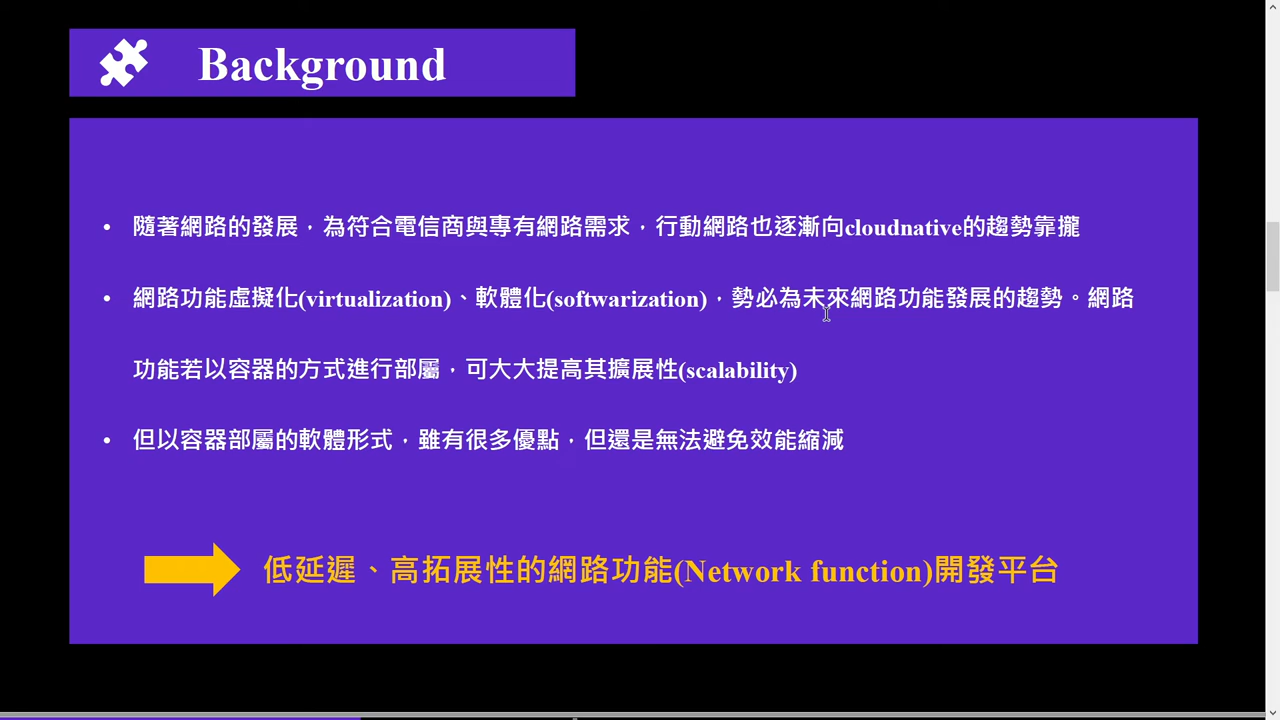 Background
• 隨著網路的發展，為符合電信商與專有網路需求，行動網路也逐漸向cloudnative的趨勢靠攏
• 網路功能虛擬化(virtualization)、軟體化(softwarization)，勢必為未來網路功能發展的趨勢。網路
功能若以容器的方式進行部屬，可大大提高其擴展性(scalability)
• 但以容器部屬的軟體形式，雖有很多優點，但還是無法避免效能縮減
低延遲、高拓展性的網路功能(Network function)開發平台